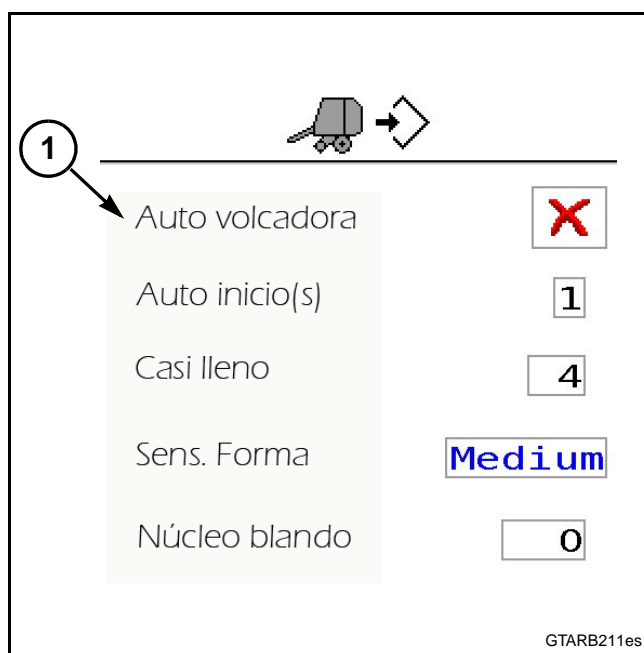 1
Auto volcadora
Auto inicio(s) 1
Casi lleno 4
Sens. Forma Medium
Núcleo blando 0
GTARB211es